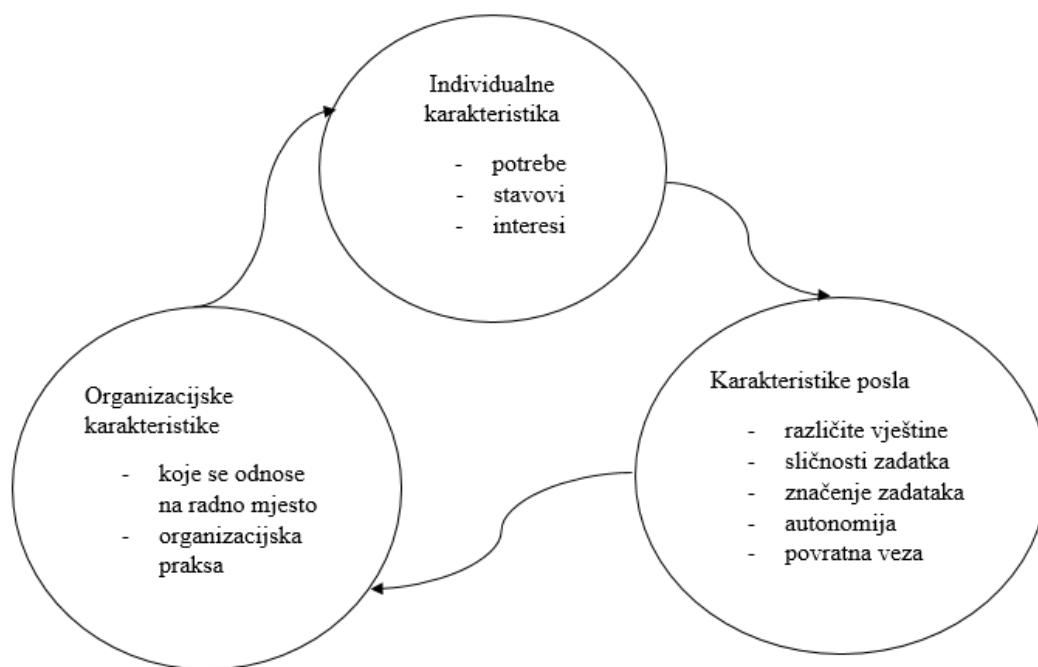 Individualne
karakteristika
- potrebe
- stavovi
- interesi
Organizacijske
karakteristike
- koje se odnose
na radno mjesto
- organizacijska
praksa
Karakteristike posla
- različite vještine
- sličnosti zadatka
- značenje zadataka
- autonomija
- povratna veza